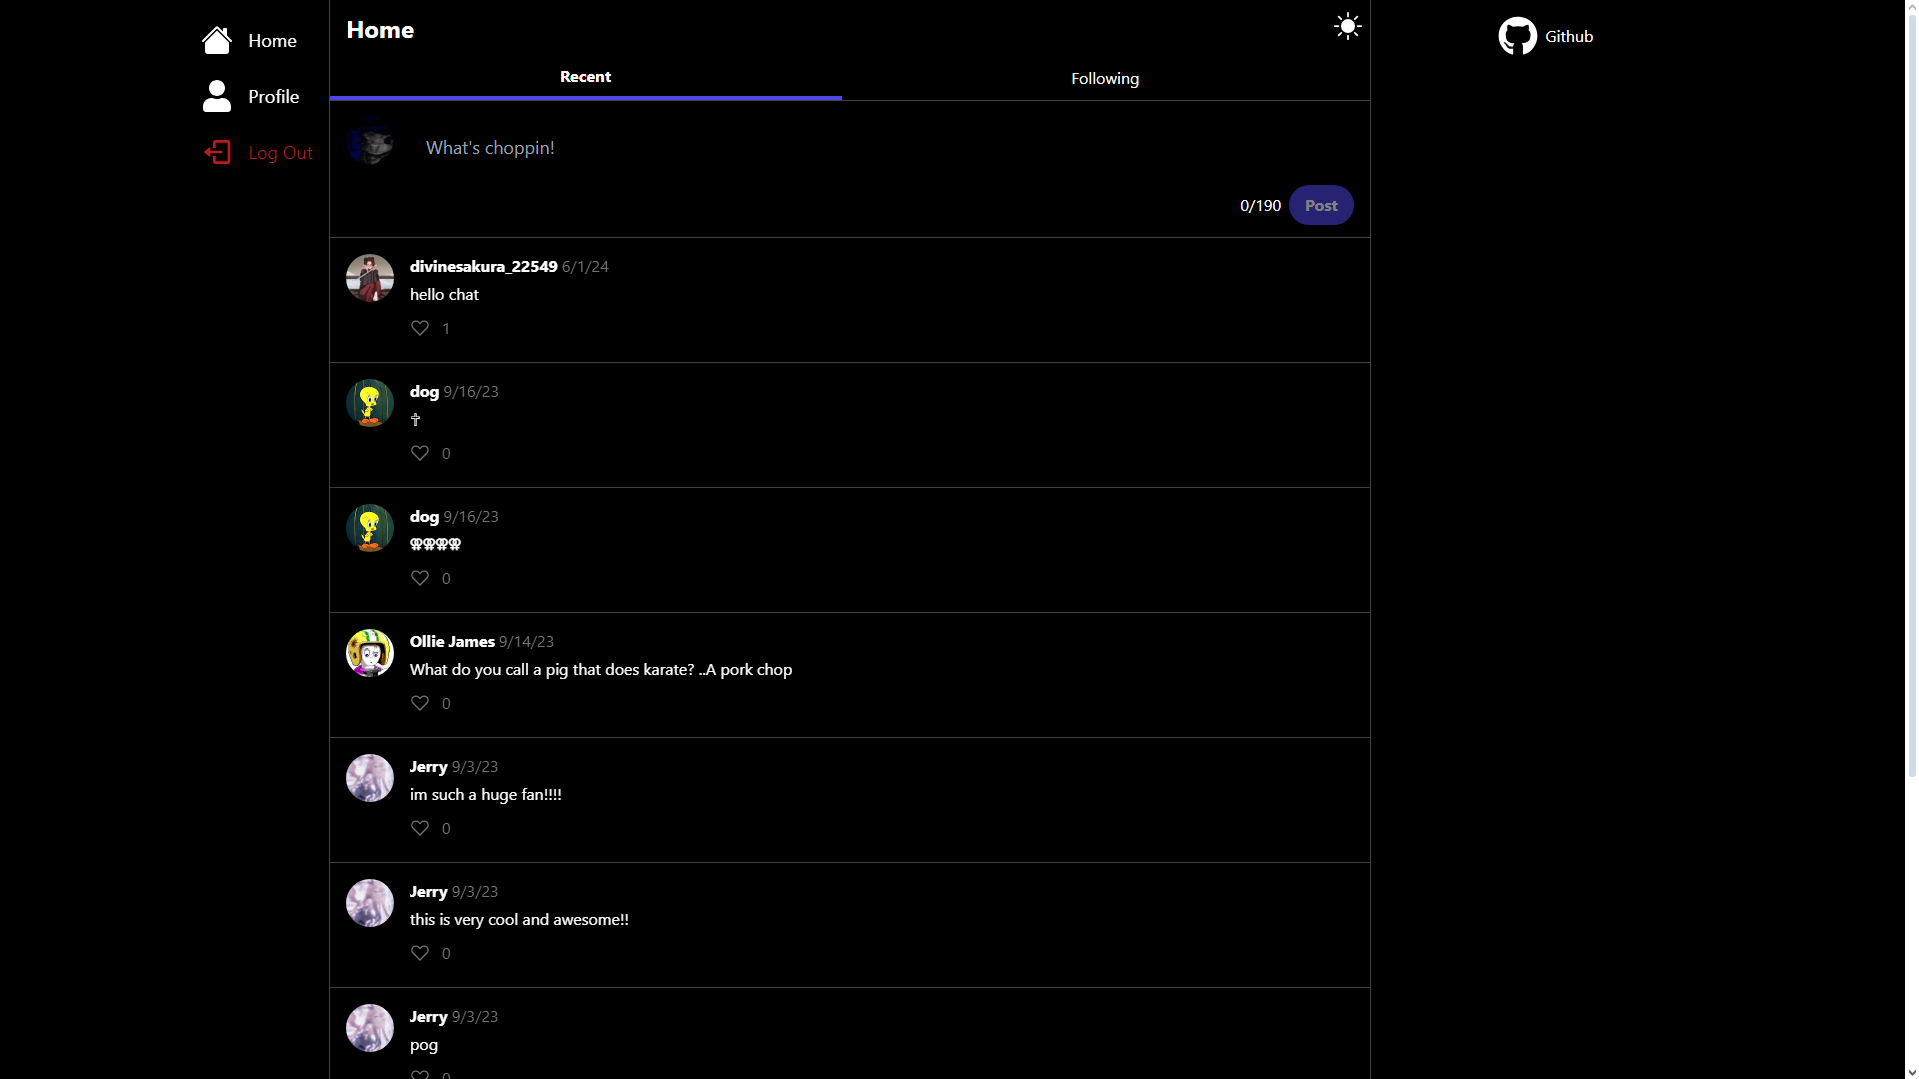 Home
Profile
Log Out
Home
Recent
Following
What's choppin!
0/190
Post
divinesakura_22549 6/1/24
hello chat
1
dog 9/16/23
✞
0
dog 9/16/23
⚢⚢⚢⚢
0
Ollie James 9/14/23
What do you call a pig that does karate? ..A pork chop
0
Jerry 9/3/23
im such a huge fan!!!!
0
Jerry 9/3/23
this is very cool and awesome!!
0
Jerry 9/3/23
pog
0
Github